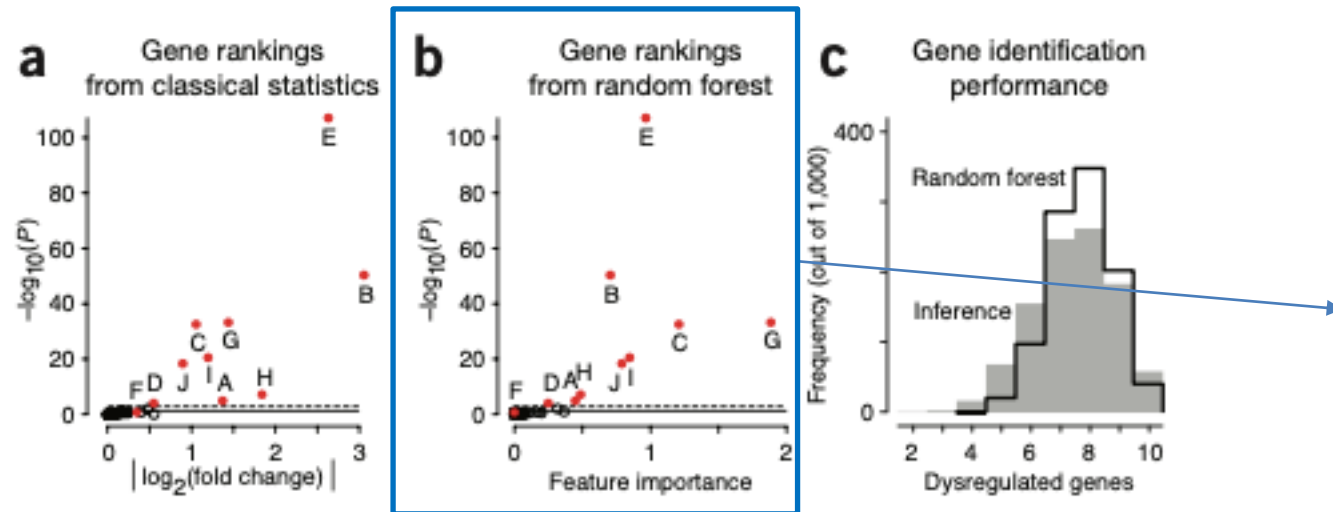 a
Gene rankings
from classical statistics
−log10(P)
100
80
60
40
20
0
E
B
C
G
F
D
J
I
A
H
0
1
2
3
| log2(fold change) |
b
Gene rankings
from random forest
−log10(P)
100
80
60
40
20
0
E
B
C
G
F
D
A
H
J
I
0
1
2
Feature importance
c
Gene identification
performance
Frequency (out of 1,000)
400
0
Random forest
Inference
2
4
6
8
10
Dysregulated genes